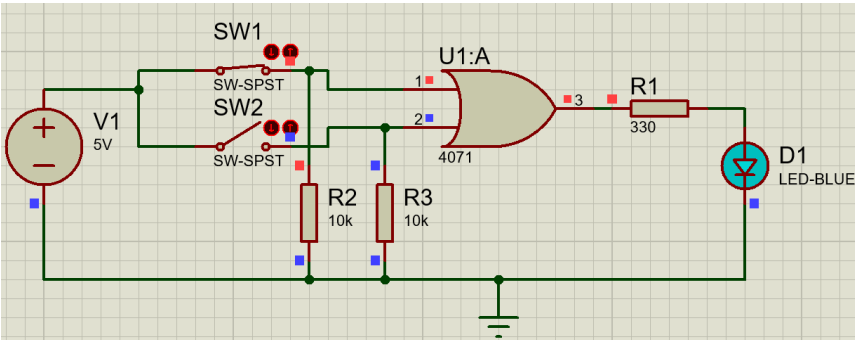 SW1
SW-SPST
SW2
SW-SPST
V1
5V
U1:A
1
2
3
4071
R1
330
R2
10k
R3
10k
D1
LED-BLUE